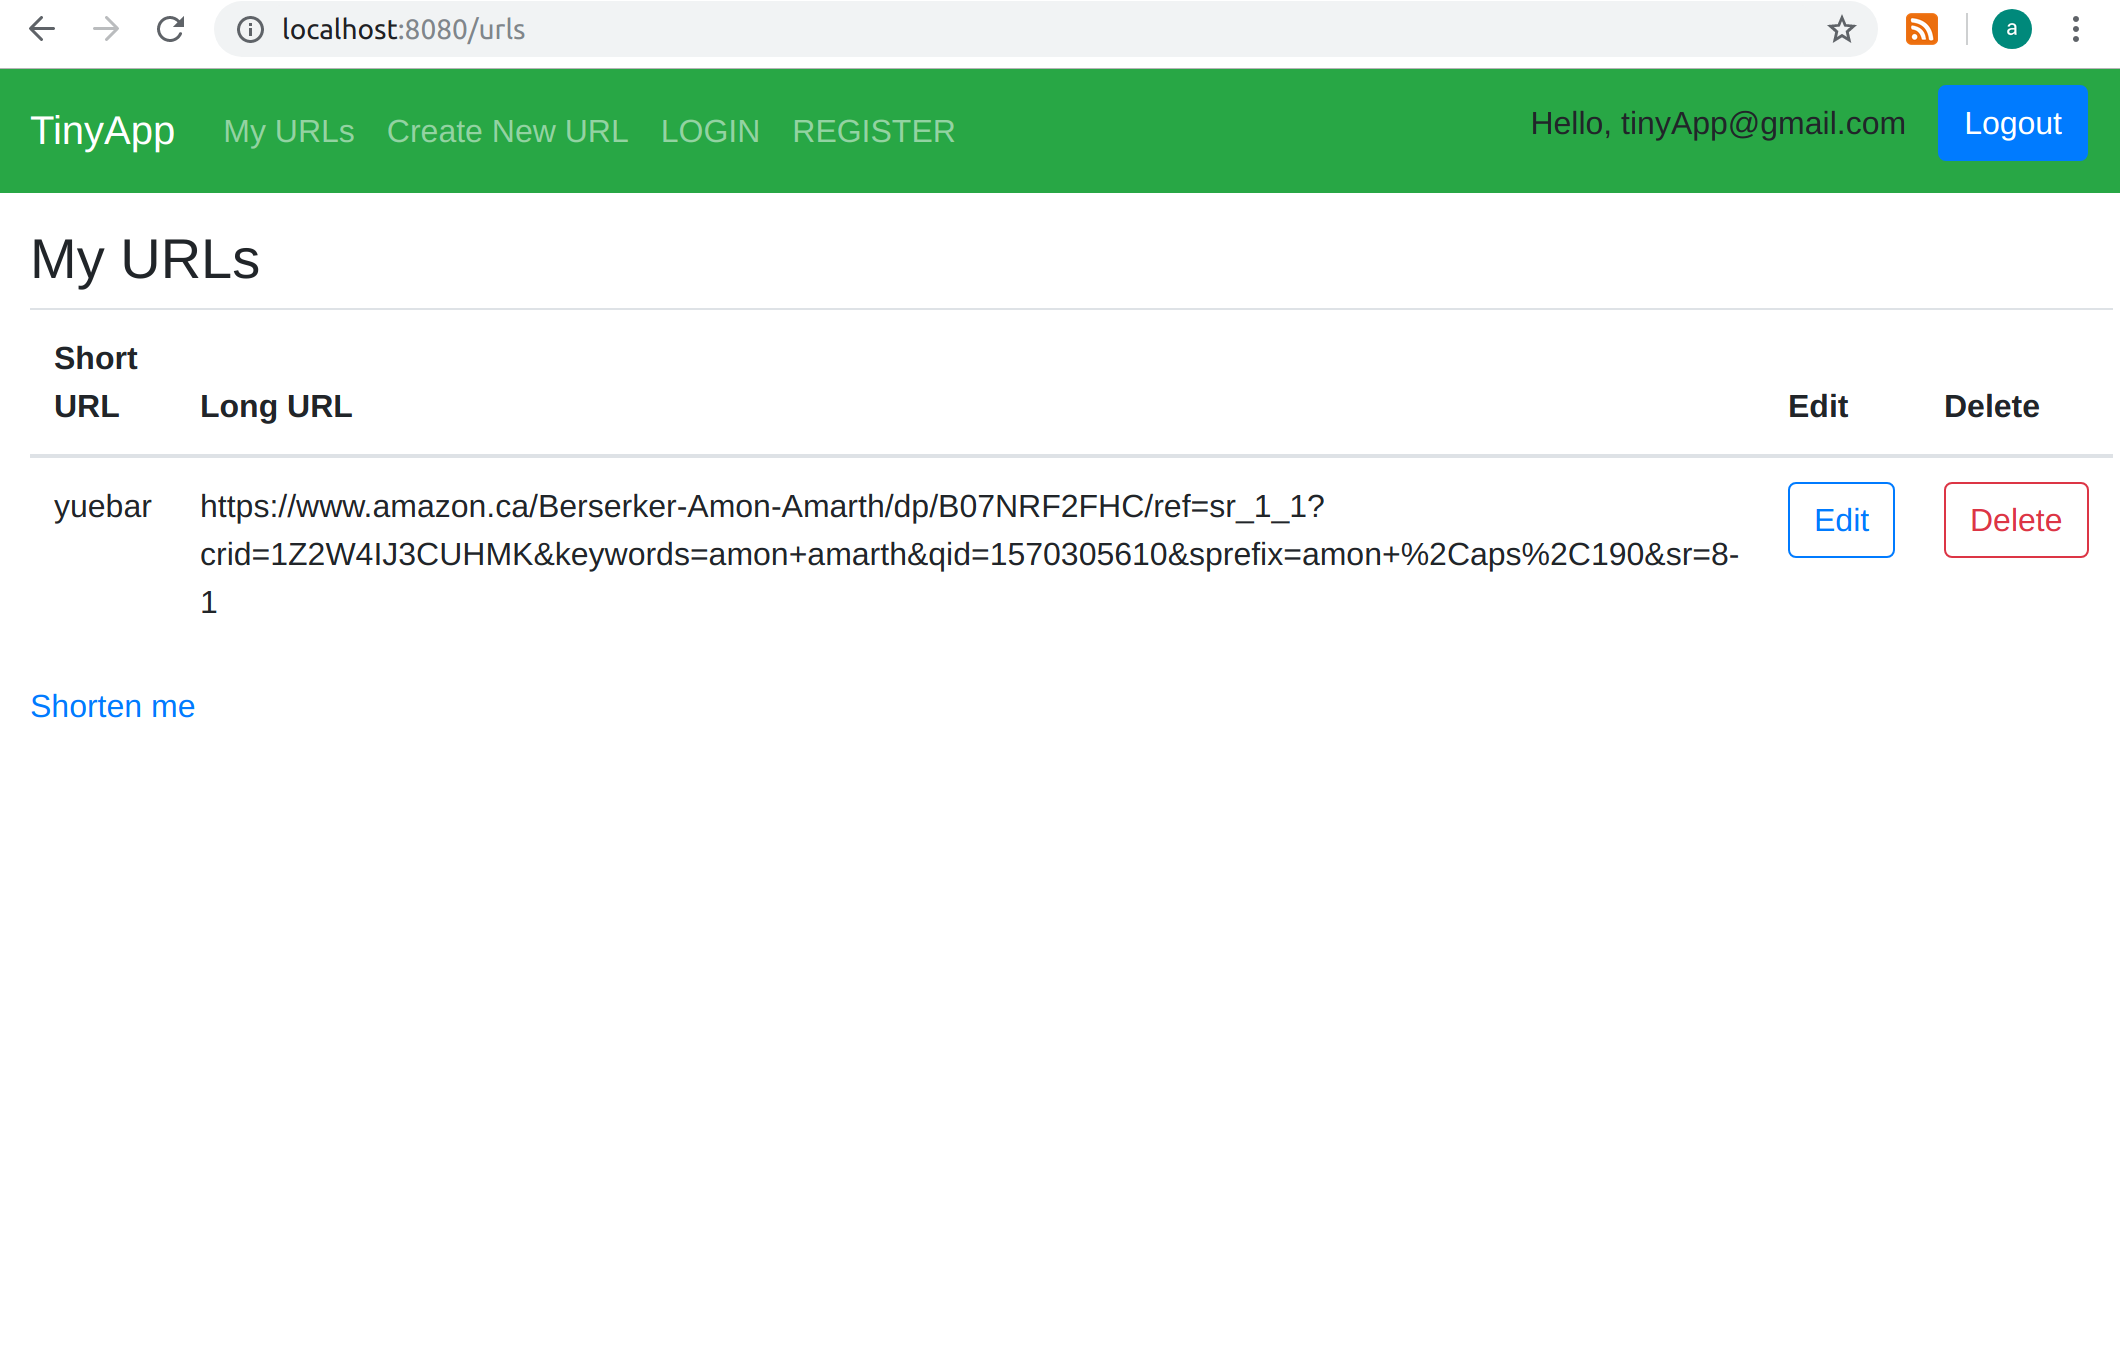 localhost:8080/urls
a
TinyApp My URLs Create New URL LOGIN REGISTER Hello, tinyApp@gmail.com Logout
My URLs
Short
URL Long URL Edit Delete
yuebar https://www.amazon.ca/Berserker-Amon-Amarth/dp/B07NRF2FHC/ref=sr_1_1? Edit Delete
crid=1Z2W4IJ3CUHMK&keywords=amon+amarth&qid=1570305610&sprefix=amon+%2Caps%2C190&sr=8-
1
Shorten me